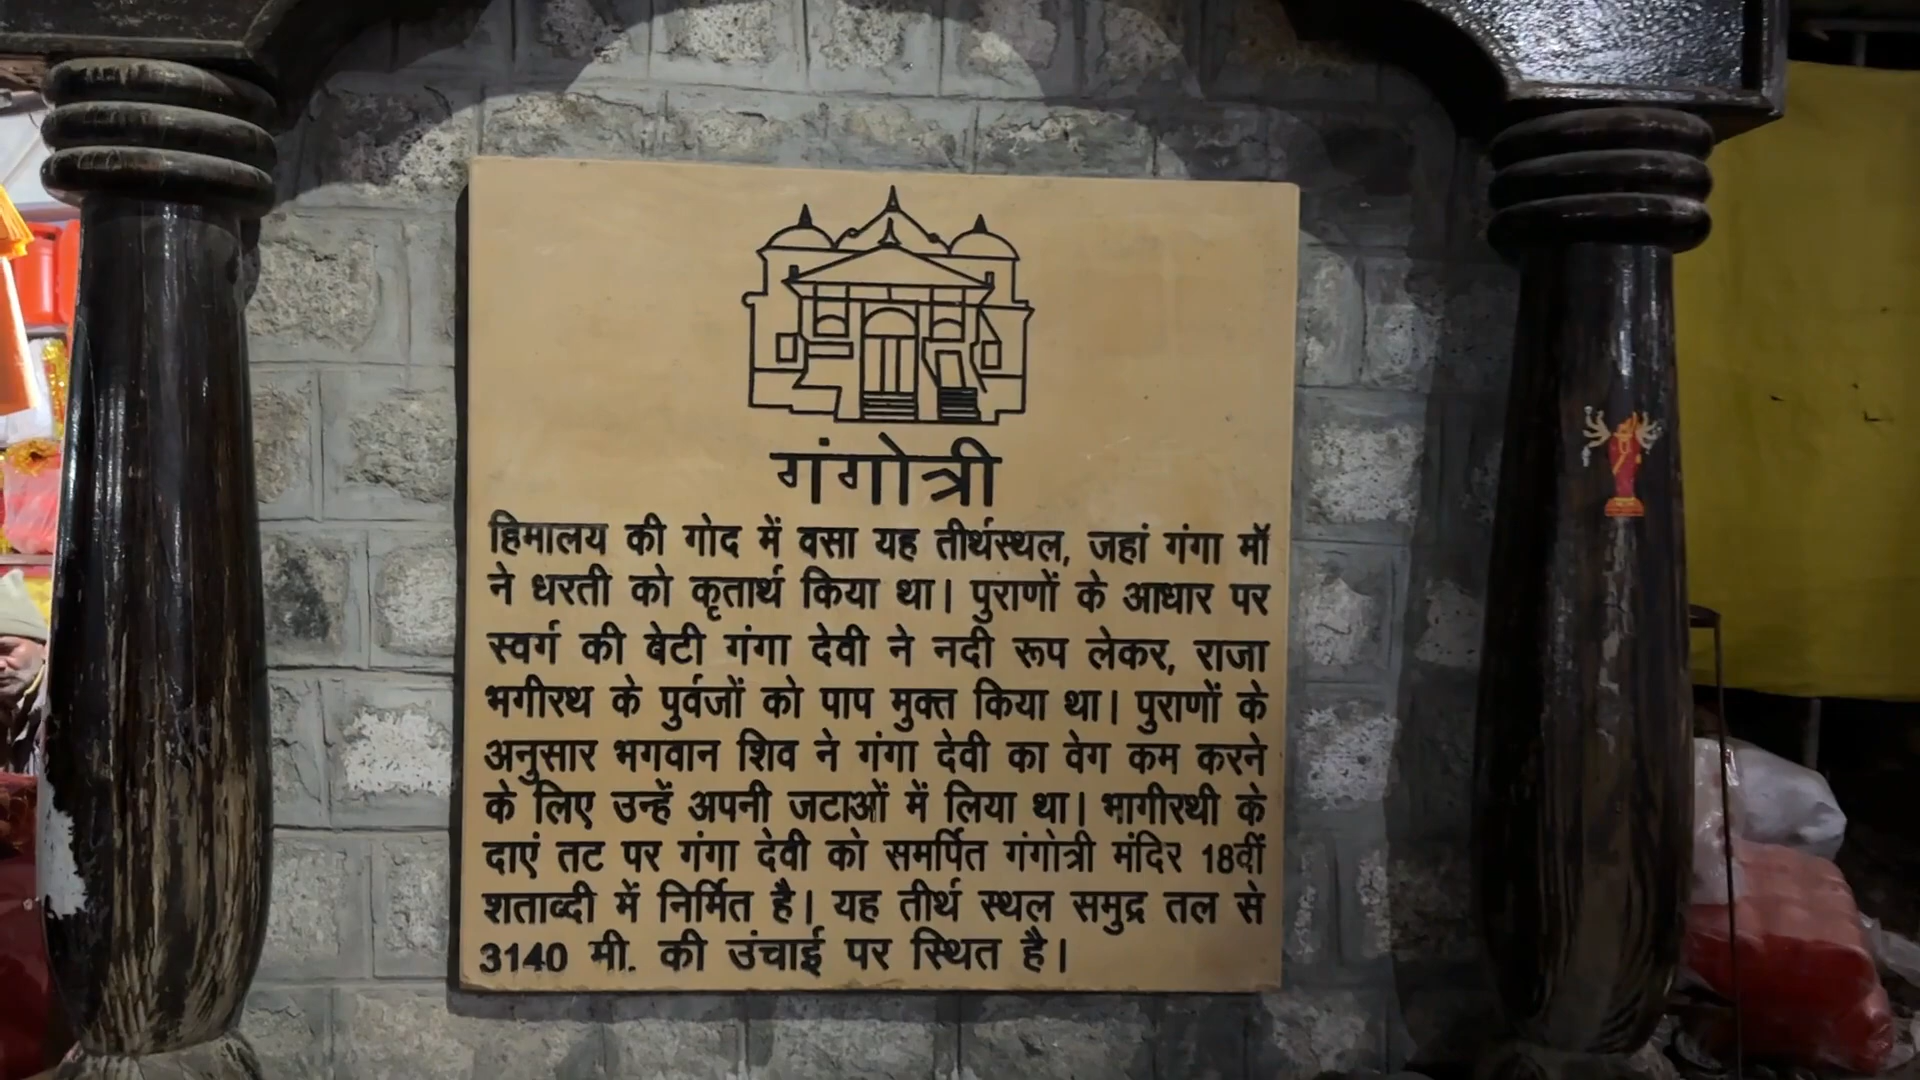 गंगोत्री
हिमालय की गोद में वसा यह तीर्थस्थल, जहां गंगा मॉ
ने धरती को कृतार्थ किया था। पुराणों के आधार पर
स्वर्ग की बेटी गंगा देवी ने नदी रूप लेकर, राजा
भगीरथ के पुर्वजों को पाप मुक्त किया था। पुराणों के
अनुसार भगवान शिव ने गंगा देवी का वेग कम करने
के लिए उन्हें अपनी जटाओं में लिया था। भागीरथी के
दाएं तट पर गंगा देवी को समर्पित गंगोत्री मंदिर 18वीं
शताव्दी में निर्मित है। यह तीर्थ स्थल समुद्र तल से
3140 मी. की उंचाई पर स्थित है।